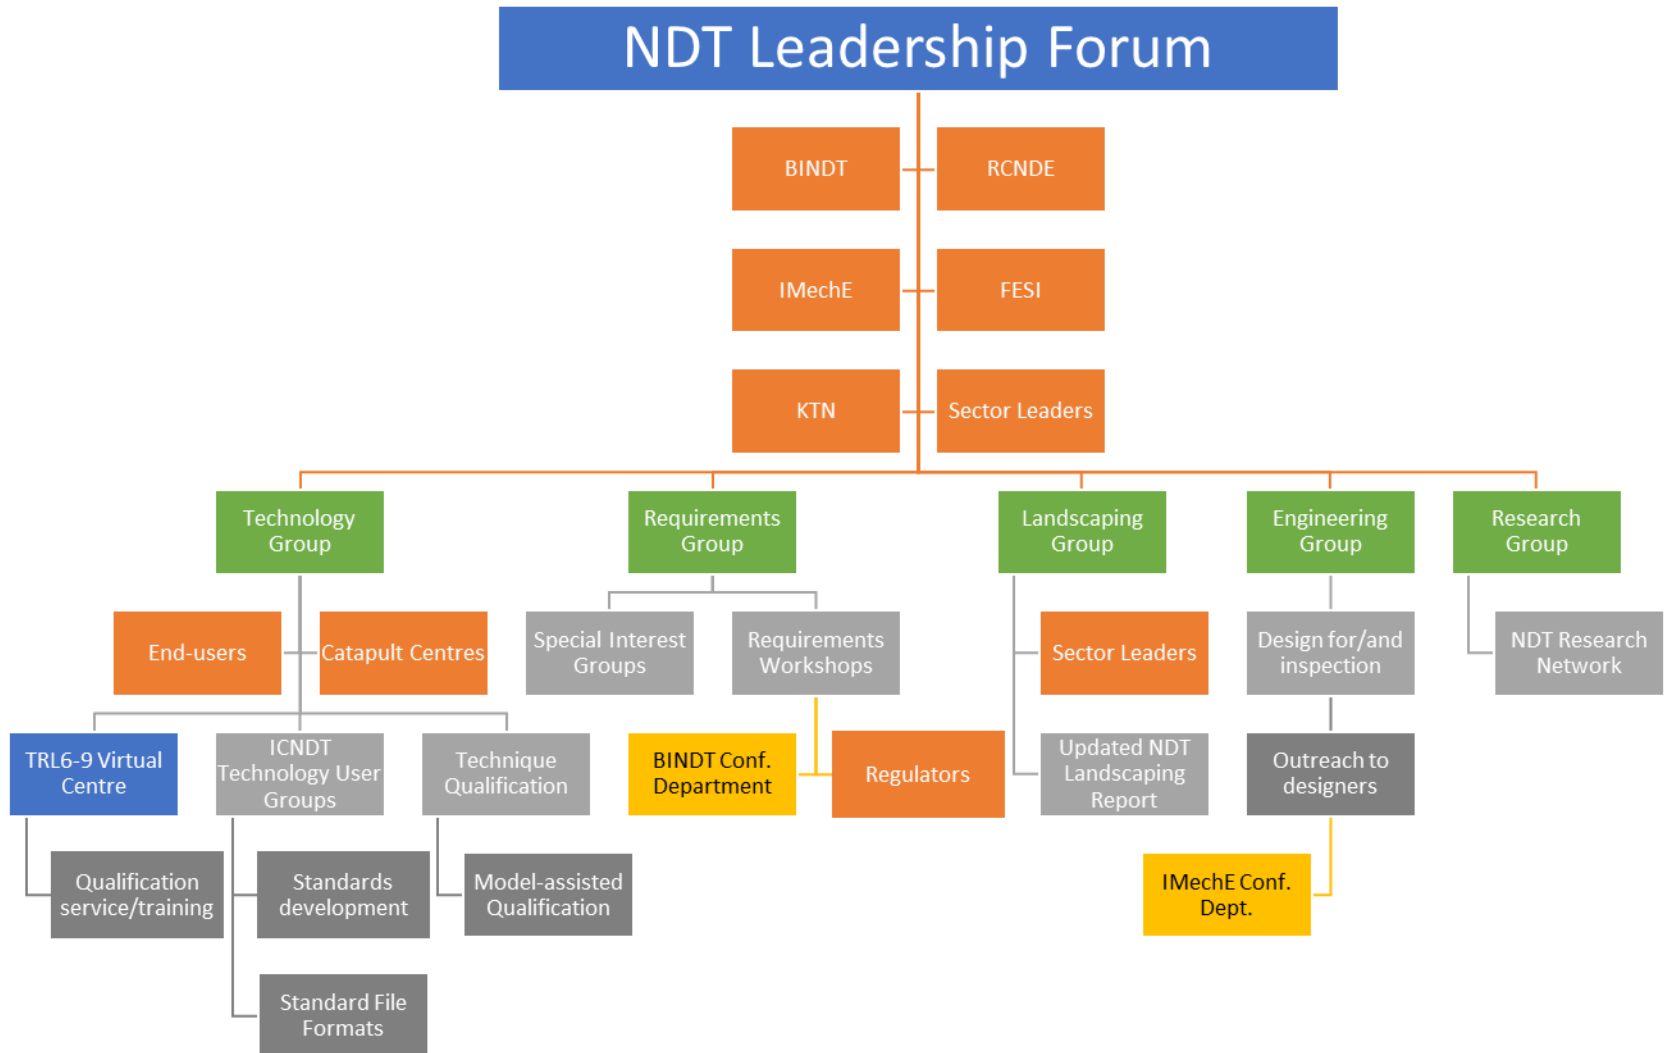 NDT Leadership Forum
BINDT
RCNDE
IMechE
FESI
KTN
Sector Leaders
Technology
Group
Requirements
Group
Landscaping
Group
Engineering
Group
Research
Group
End-users
Catapult Centres
Special Interest
Groups
Requirements
Workshops
Sector Leaders
Design for/and
inspection
NDT Research
Network
TRL6-9 Virtual
Centre
ICNDT
Technology User
Groups
Technique
Qualification
BINDT Conf.
Department
Regulators
Updated NDT
Landscaping
Report
Outreach to
designers
Qualification
service/training
Standards
development
Model-assisted
Qualification
IMechE Conf.
Dept.
Standard File
Formats